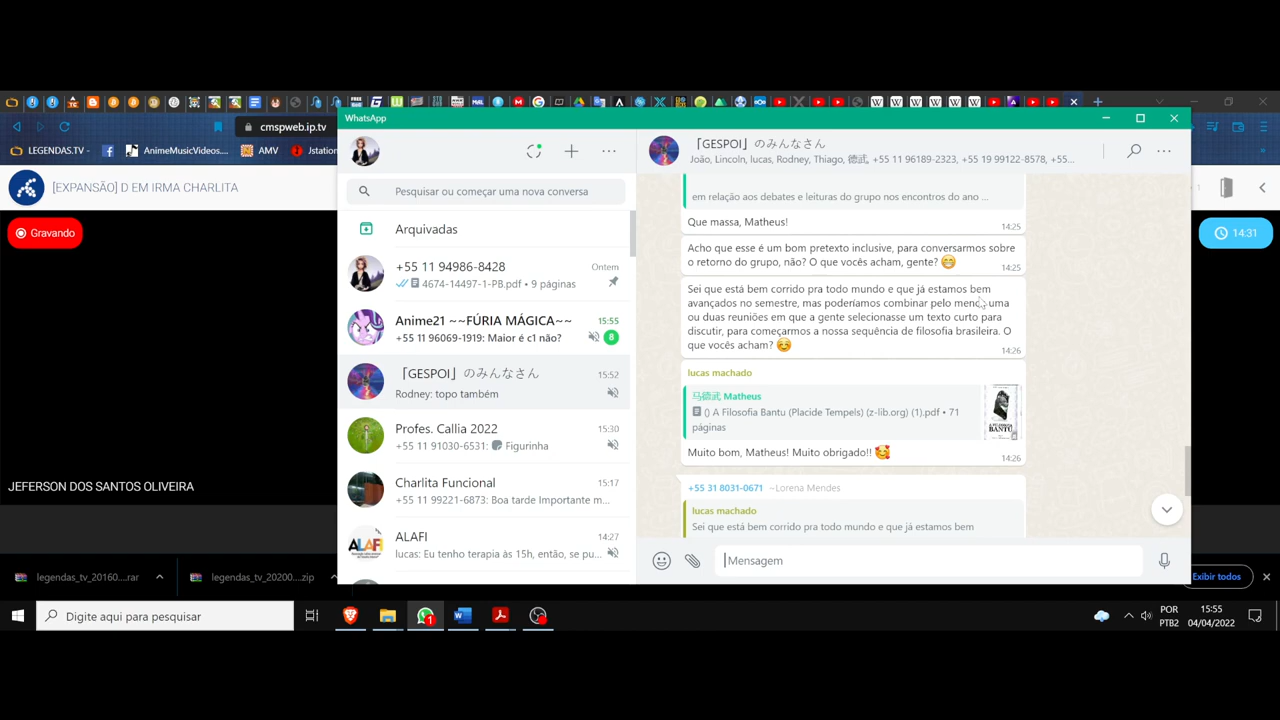 WhatsApp
cmspweb.ip.tv
LEGENDAS.TV
AnimeMusicVideos....
AMV
Jstation
[EXPANSÃO] D EM IRMA CHARLITA
Gravando
14:31
JEFERSON DOS SANTOS OLIVEIRA
Pesquisar ou começar uma nova conversa
Arquivadas
+55 11 94986-8428
Ontem
4674-14497-1-PB.pdf • 9 páginas
Anime21 ~~FÚRIA MÁGICA~~
15:55
+55 11 96069-1919: Maior é c1 não?
8
「GESPOI」のみんなさん
15:52
Rodney: topo também
Profes. Callia 2022
15:30
+55 11 91030-6531: Figurinha
Charlita Funcional
15:17
+55 11 99221-6873: Boa tarde Importante m...
ALAFI
14:27
lucas: Eu tenho terapia às 15h, então, se pu...
ALAFI
「GESPOI」のみんなさん
João, Lincoln, lucas, Rodney, Thiago, 徳武, +55 11 96189-2323, +55 19 99122-8578, +55...
em relação aos debates e leituras do grupo nos encontros do ano ...
Que massa, Matheus!
14:25
Acho que esse é um bom pretexto inclusive, para conversarmos sobre
o retorno do grupo, não? O que vocês acham, gente? 😁
14:25
Sei que está bem corrido pra todo mundo e que já estamos bem
avançados no semestre, mas poderíamos combinar pelo menos uma
ou duas reuniões em que a gente selecionasse um texto curto para
discutir, para começarmos a nossa sequência de filosofia brasileira. O
que vocês acham? ☺️
14:26
lucas machado
马德武 Matheus
() A Filosofia Bantu (Placide Tempels) (z-lib.org) (1).pdf • 71
páginas
BANTU
Muito bom, Matheus! Muito obrigado!! 🥰
14:26
+55 31 8031-0671 ~Lorena Mendes
lucas machado
Sei que está bem corrido pra todo mundo e que já estamos bem
Mensagem
legendas_tv_20160....rar
legendas_tv_20200....zip
Exibir todos
Digite aqui para pesquisar
1
POR
PTB2
15:55
04/04/2022